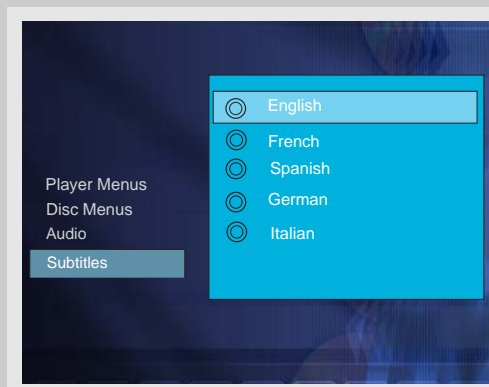 Player Menus
Disc Menus
Audio
Subtitles
English
French
Spanish
German
Italian